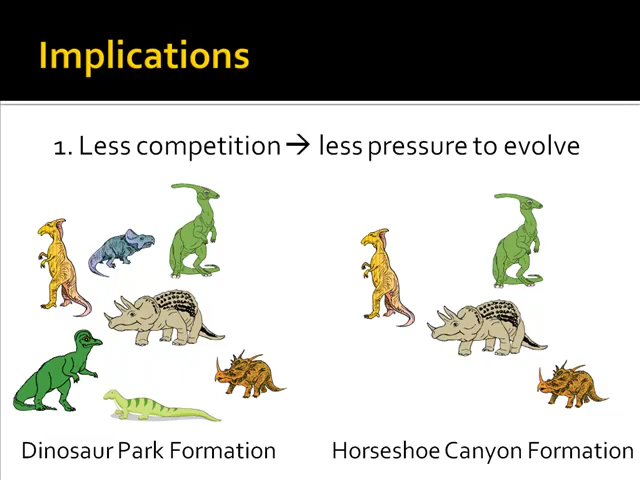 Implications
1. Less competition → less pressure to evolve
Dinosaur Park Formation
Horseshoe Canyon Formation